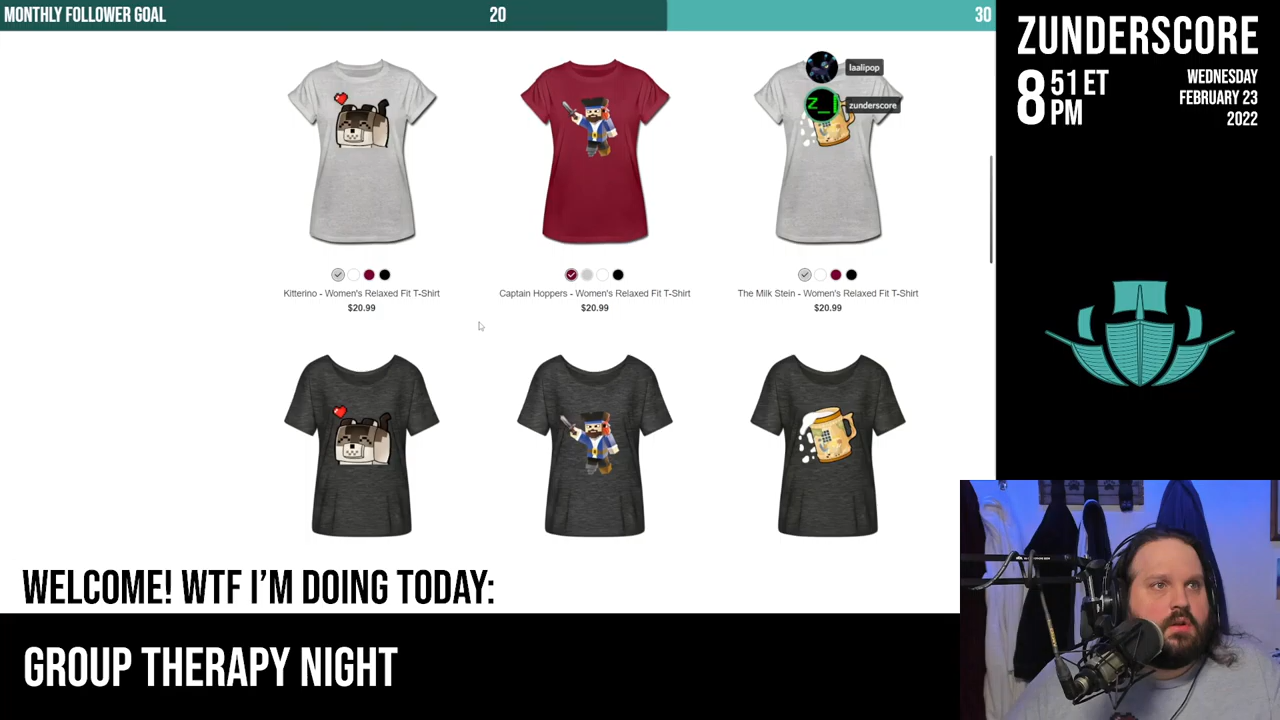 MONTHLY FOLLOWER GOAL
20
30
ZUNDERSCORE
8 51 ET
PM
WEDNESDAY
FEBRUARY 23
2022
laalipop
z_
zunderscore
Kitterino - Women's Relaxed Fit T-Shirt
$20.99
Captain Hoppers - Women's Relaxed Fit T-Shirt
$20.99
The Milk Stein - Women's Relaxed Fit T-Shirt
$20.99
WELCOME! WTF I'M DOING TODAY:
GROUP THERAPY NIGHT